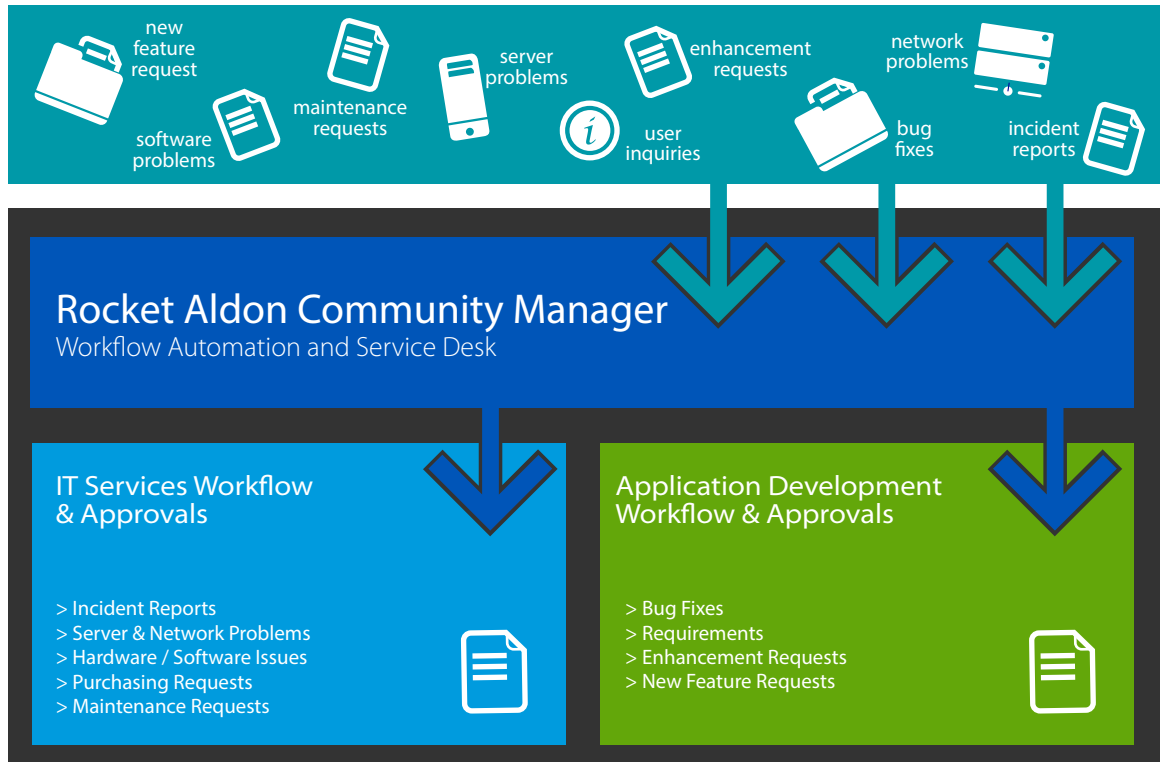 new
feature
request
software
problems
maintenance
requests
server
problems
i
user
inquiries
enhancement
requests
bug
fixes
network
problems
incident
reports
Rocket Aldon Community Manager
Workflow Automation and Service Desk
IT Services Workflow
& Approvals
> Incident Reports
> Server & Network Problems
> Hardware / Software Issues
> Purchasing Requests
> Maintenance Requests
Application Development
Workflow & Approvals
> Bug Fixes
> Requirements
> Enhancement Requests
> New Feature Requests